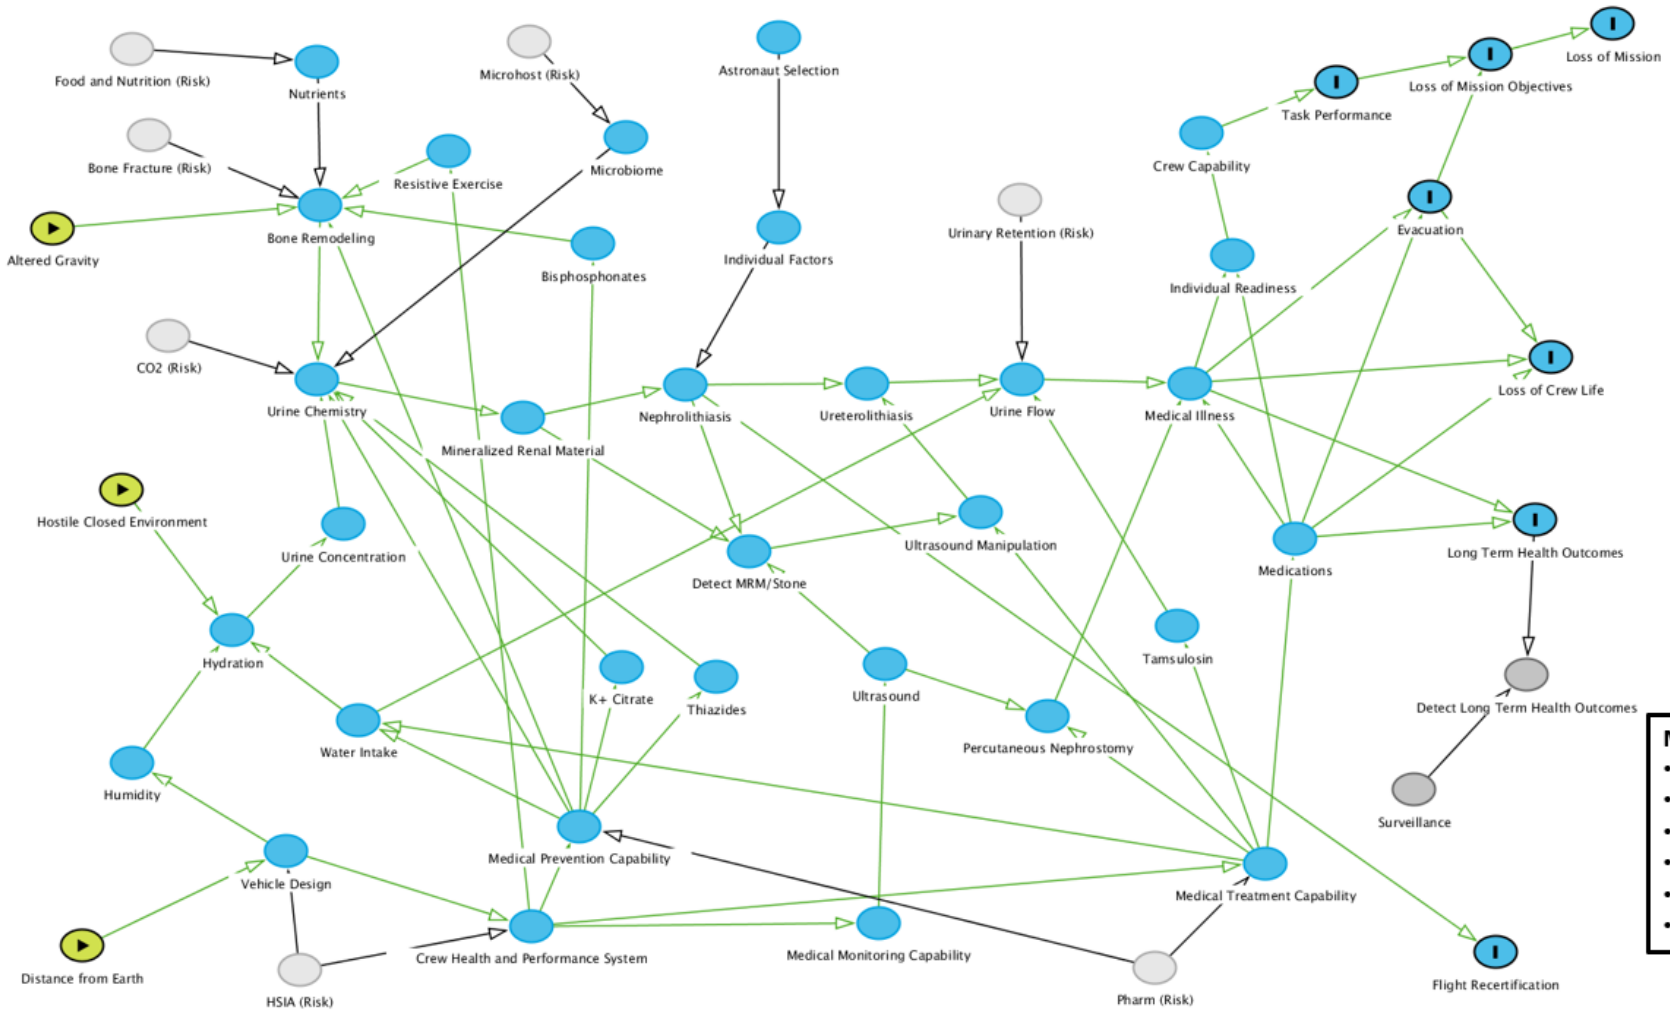 Loss of Mission
Astronaut Selection
Microhost (Risk)
Food and Nutrition (Risk)
Nutrients
Loss of Mission Objectives
Task Performance
Bone Fracture (Risk)
Resistive Exercise
Microbiome
Crew Capability
Bone Remodeling
Urinary Retention (Risk)
Evacuation
Altered Gravity
Bisphosphonates
Individual Factors
Individual Readiness
CO2 (Risk)
Urine Chemistry
Nephrolithiasis
Ureterolithiasis
Urine Flow
Medical Illness
Loss of Crew Life
Mineralized Renal Material
Hostile Closed Environment
Urine Concentration
Ultrasound Manipulation
Long Term Health Outcomes
Detect MRM/Stone
Medications
Hydration
Tamsulosin
K+ Citrate
Thiazides
Ultrasound
Detect Long Term Health Outcomes
Water Intake
Percutaneous Nephrostomy
Humidity
Surveillance
Medical Prevention Capability
Vehicle Design
Medical Treatment Capability
Distance from Earth
Crew Health and Performance System
Medical Monitoring Capability
Flight Recertification
HSIA (Risk)
Pharm (Risk)